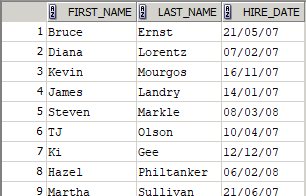 FIRST_NAME LAST_NAME HIRE_DATE
1 Bruce Ernst 21/05/07
2 Diana Lorentz 07/02/07
3 Kevin Mourgos 16/11/07
4 James Landry 14/01/07
5 Steven Markle 08/03/08
6 TJ Olson 10/04/07
7 Ki Gee 12/12/07
8 Hazel Philtanker 06/02/08
9 Martha Sullivan 21/06/07